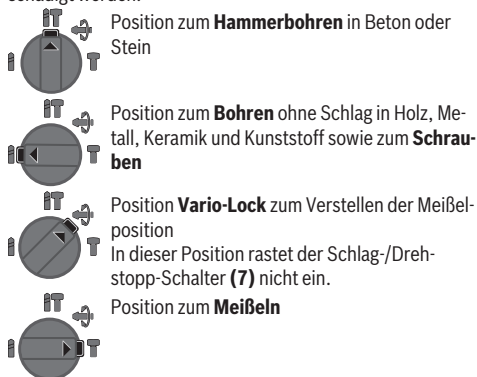 Position zum Hammerbohren in Beton oder
Stein
Position zum Bohren ohne Schlag in Holz, Me-
tall, Keramik und Kunststoff sowie zum Schrau-
ben
Position Vario-Lock zum Verstellen der Meißel-
position
In dieser Position rastet der Schlag-/Dreh-
stopp-Schalter (7) nicht ein.
Position zum Meißeln